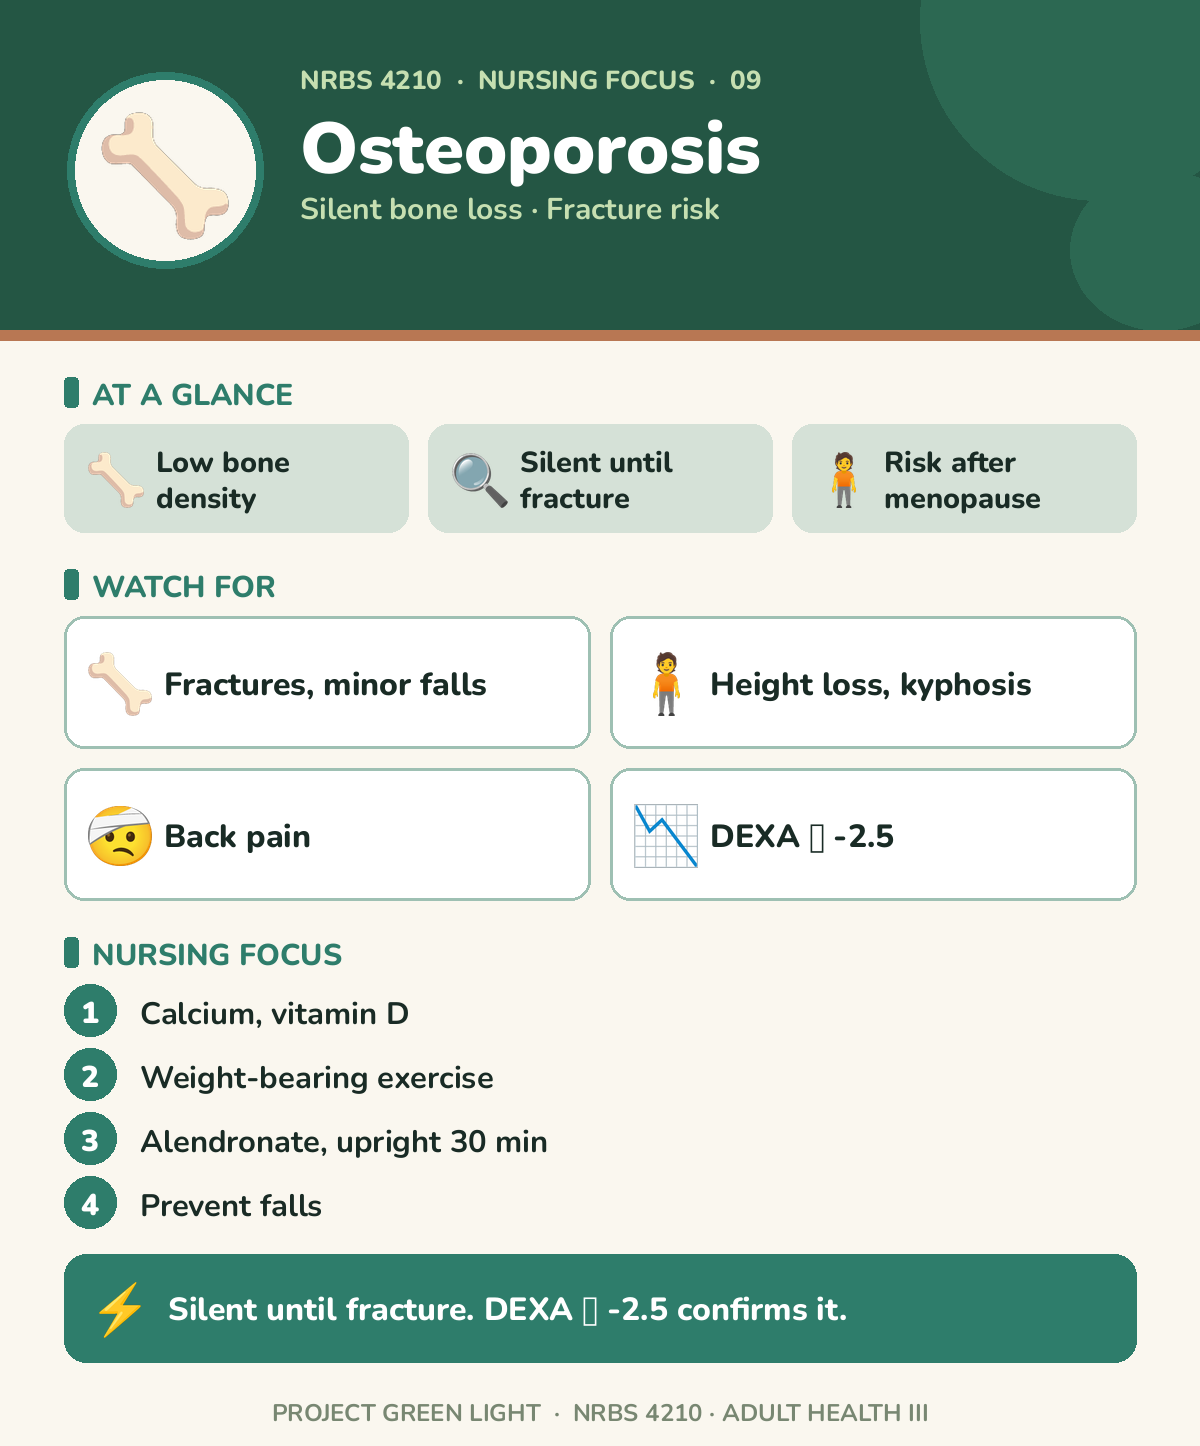 NRBS 4210 · NURSING FOCUS · 09
Osteoporosis
Silent bone loss · Fracture risk
AT A GLANCE
Low bone
density
Silent until
fracture
Risk after
menopause
WATCH FOR
Fractures, minor falls
Height loss, kyphosis
Back pain
DEXA ▯ -2.5
NURSING FOCUS
1 Calcium, vitamin D
2 Weight-bearing exercise
3 Alendronate, upright 30 min
4 Prevent falls
Silent until fracture. DEXA ▯ -2.5 confirms it.
PROJECT GREEN LIGHT · NRBS 4210 · ADULT HEALTH III